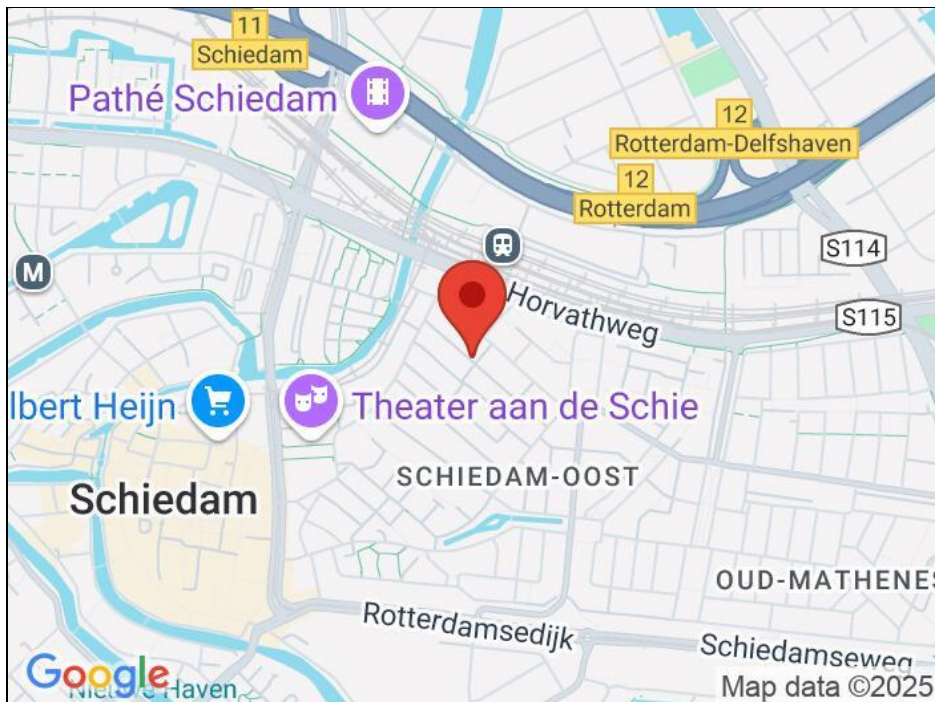 11
Schiedam
Pathé Schiedam
12
Rotterdam-Delfshaven
12
Rotterdam
S114
M
Horvathweg
S115
lbert Heijn
Theater aan de Schie
SCHIEDAM-OOST
Schiedam
OUD-MATHENES
Rotterdamsedijk
Schiedamseweg
Google
Haven
Map data ©2025